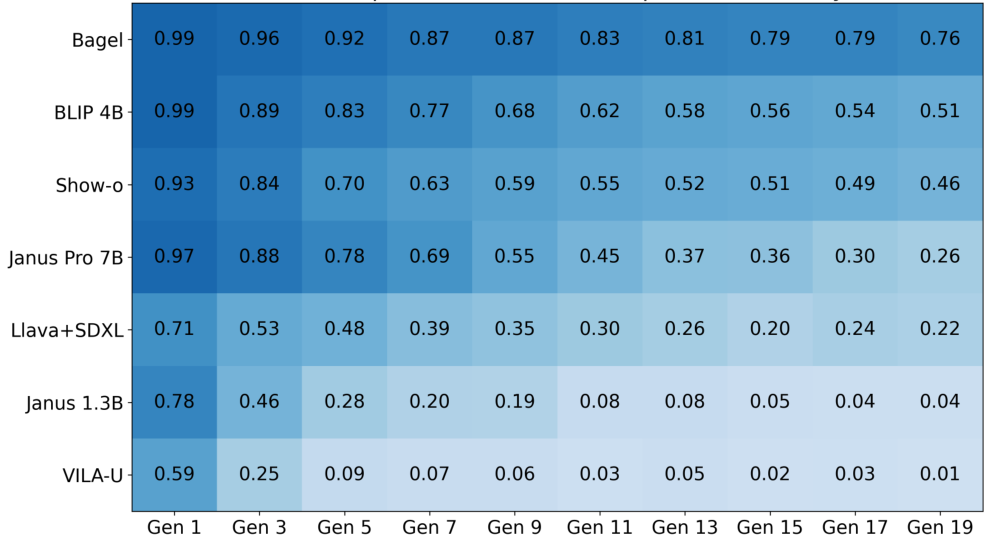 Bagel 0.99 0.96 0.92 0.87 0.87 0.83 0.81 0.79 0.79 0.76
BLIP 4B 0.99 0.89 0.83 0.77 0.68 0.62 0.58 0.56 0.54 0.51
Show-o 0.93 0.84 0.70 0.63 0.59 0.55 0.52 0.51 0.49 0.46
Janus Pro 7B 0.97 0.88 0.78 0.69 0.55 0.45 0.37 0.36 0.30 0.26
Llava+SDXL 0.71 0.53 0.48 0.39 0.35 0.30 0.26 0.20 0.24 0.22
Janus 1.3B 0.78 0.46 0.28 0.20 0.19 0.08 0.08 0.05 0.04 0.04
VILA-U 0.59 0.25 0.09 0.07 0.06 0.03 0.05 0.02 0.03 0.01
Gen 1 Gen 3 Gen 5 Gen 7 Gen 9 Gen 11 Gen 13 Gen 15 Gen 17 Gen 19